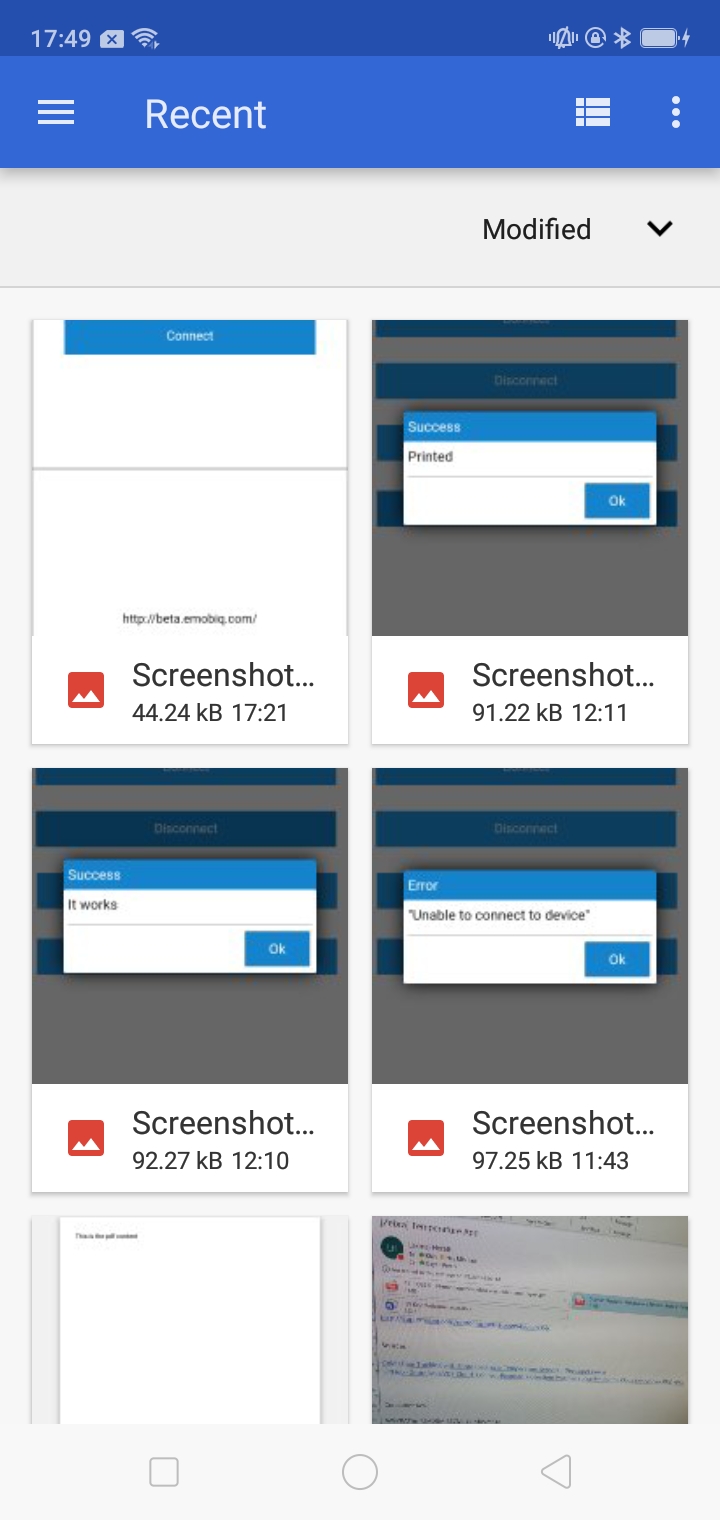 17:49
Recent
Modified
Connect
http://beta.emobiq.com/
Screenshot...
44.24 kB 17:21
Disconnect
Success
Printed
Ok
Screenshot...
91.22 kB 12:11
Disconnect
Success
It works
Ok
Screenshot...
92.27 kB 12:10
Disconnect
Error
"Unable to connect to device"
Ok
Screenshot...
97.25 kB 11:43
This is the pdf content
Temperature App